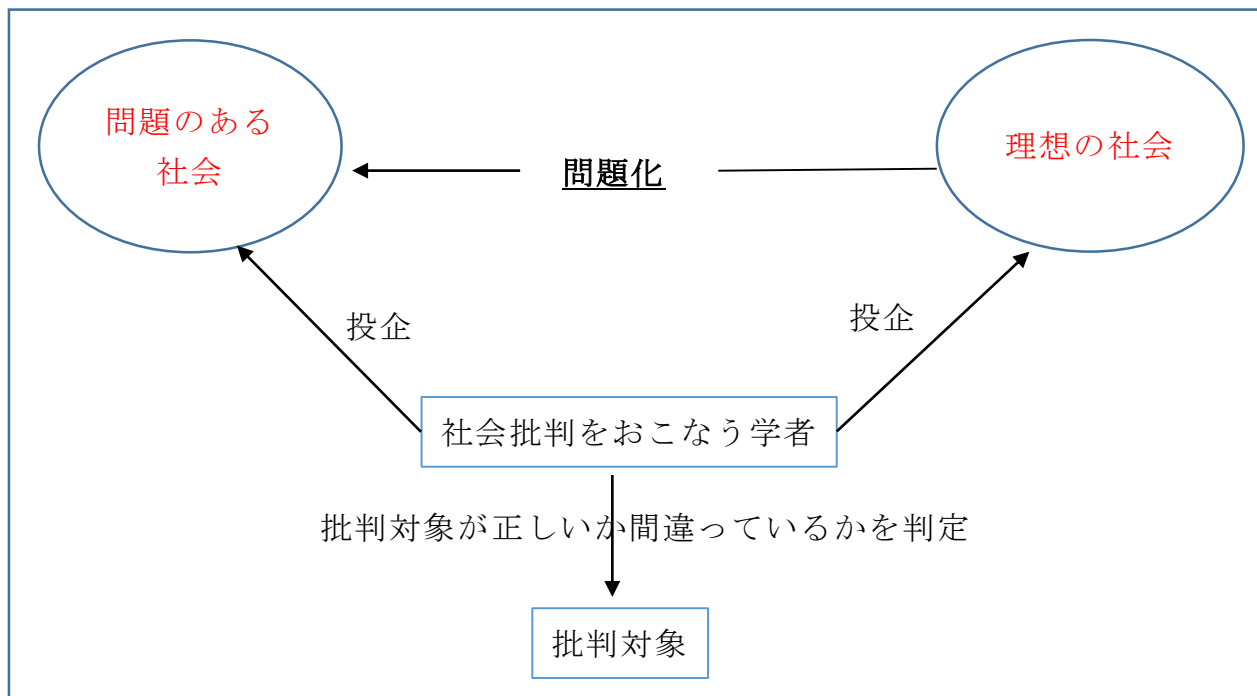 問題のある
社会
問題化
理想の社会
投企
投企
社会批判をおこなう学者
批判対象が正しいか間違っているかを判定
批判対象